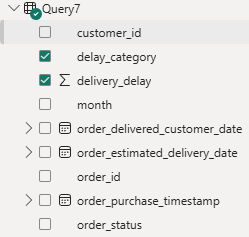 Query7
customer_id
delay_category
delivery_delay
month
order_delivered_customer_date
order_estimated_delivery_date
order_id
order_purchase_timestamp
order_status